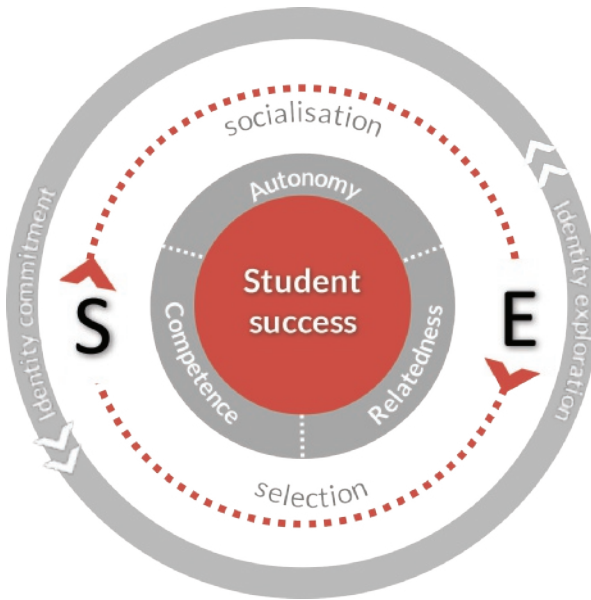 socialisation
Autonomy
Identity commitment
Identity exploration
Student
success
S
E
Competence
Relatedness
selection